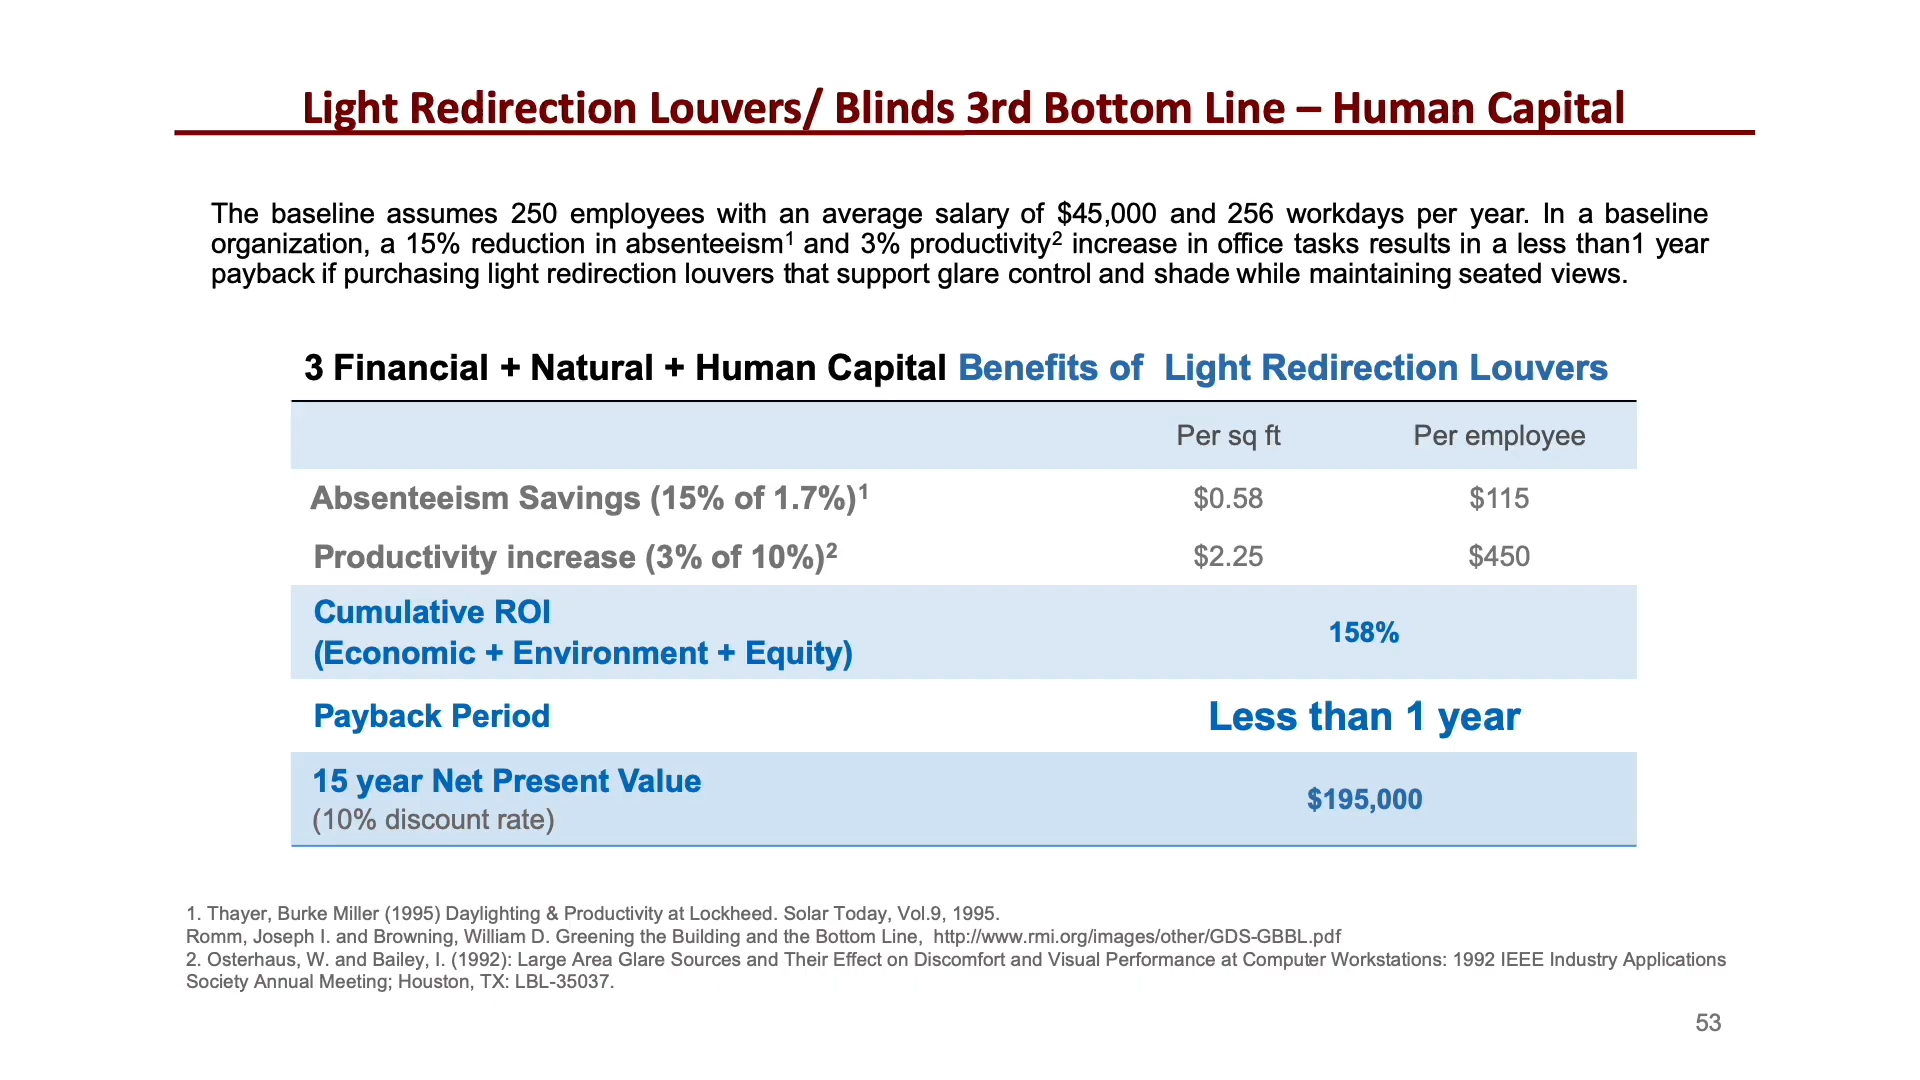 Light Redirection Louvers/ Blinds 3rd Bottom Line – Human Capital
The baseline assumes 250 employees with an average salary of $45,000 and 256 workdays per year. In a baseline
organization, a 15% reduction in absenteeism¹ and 3% productivity² increase in office tasks results in a less than1 year
payback if purchasing light redirection louvers that support glare control and shade while maintaining seated views.
3 Financial + Natural + Human Capital Benefits of Light Redirection Louvers
Per sq ft Per employee
Absenteeism Savings (15% of 1.7%)¹ $0.58 $115
Productivity increase (3% of 10%)² $2.25 $450
Cumulative ROI
(Economic + Environment + Equity) 158%
Payback Period Less than 1 year
15 year Net Present Value
(10% discount rate) $195,000
1. Thayer, Burke Miller (1995) Daylighting & Productivity at Lockheed. Solar Today, Vol.9, 1995.
Romm, Joseph I. and Browning, William D. Greening the Building and the Bottom Line, http://www.rmi.org/images/other/GDS-GBBL.pdf
2. Osterhaus, W. and Bailey, I. (1992): Large Area Glare Sources and Their Effect on Discomfort and Visual Performance at Computer Workstations: 1992 IEEE Industry Applications
Society Annual Meeting; Houston, TX: LBL-35037.
53